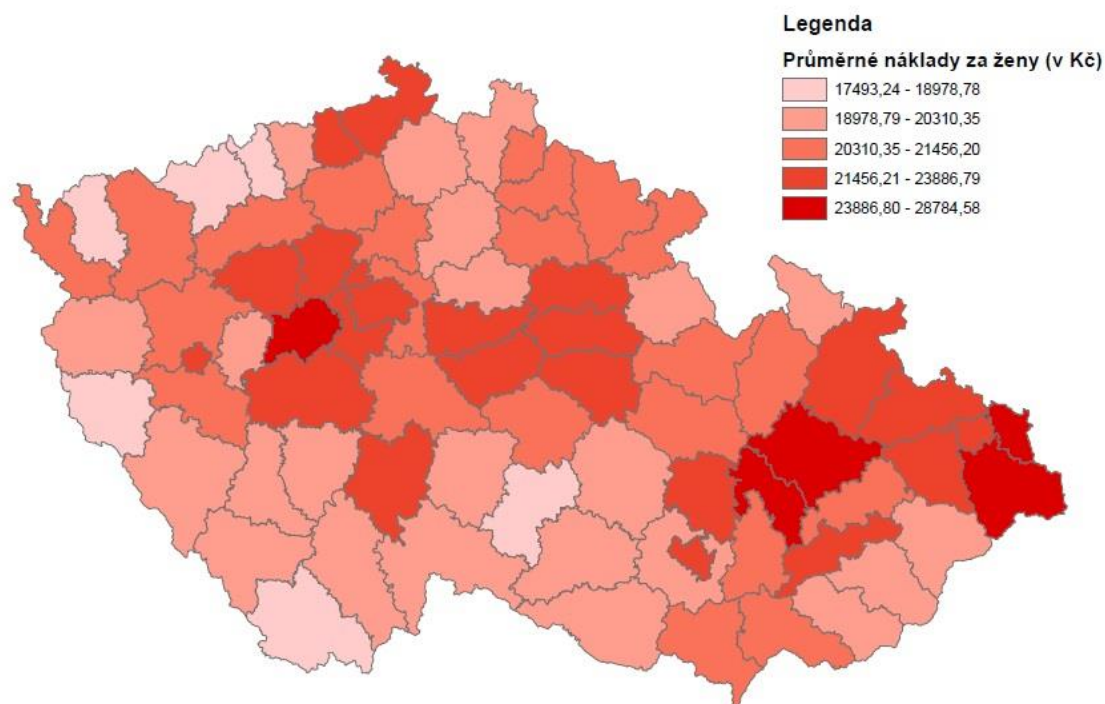 Legenda
Průměrné náklady za ženy (v Kč)
17493,24 - 18978,78
18978,79 - 20310,35
20310,35 - 21456,20
21456,21 - 23886,79
23886,80 - 28784,58